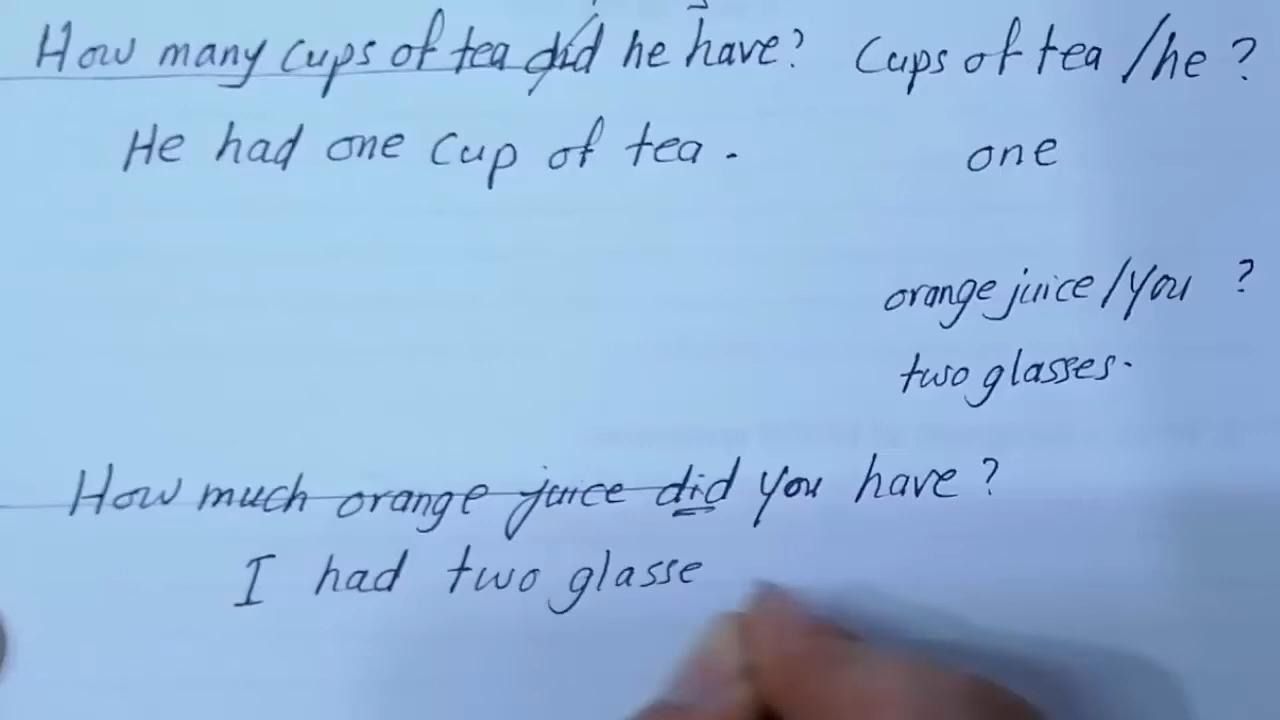 How many cups of tea did he have? Cups of tea /he ?
He had one cup of tea. one
orange juice/you ?
two glasses.
How much orange juice did you have?
I had two glasse